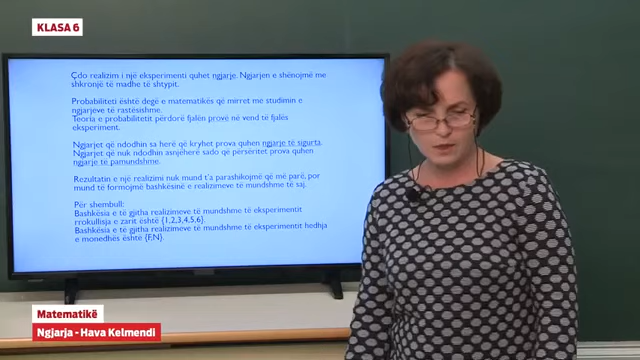 KLASA 6
Çdo realizim i një eksperimenti quhet ngjarje. Ngjarjen e shënojmë me
shkronjë të madhe të shtypit.
Probabiliteti është degë e matematikës që mirret me studimin e
ngjarjeve të rastësishme.
Teoria e probabilitetit përdorë fjalën provë në vend të fjalës
eksperiment.
Ngjarjet që ndodhin sa herë që kryhet prova quhen ngjarje të sigurta.
Ngjarjet që nuk ndodhin asnjëherë sado që përsëritet prova quhen
ngjarje të pamundshme.
Rezultatin e një realizimi nuk mund t'a parashikojmë që më parë, por
mund të formojmë bashkësinë e realizimeve të mundshme të saj.
Për shembull:
Bashkësia e të gjitha realizimeve të mundshme të eksperimentit
rrokullisja e zarit është {1,2,3,4,5,6}.
Bashkësia e të gjitha realizimeve të mundshme të eksperimentit hedhja
e monedhës është {F,N}.
Matematikë
Ngjarja - Hava Kelmendi